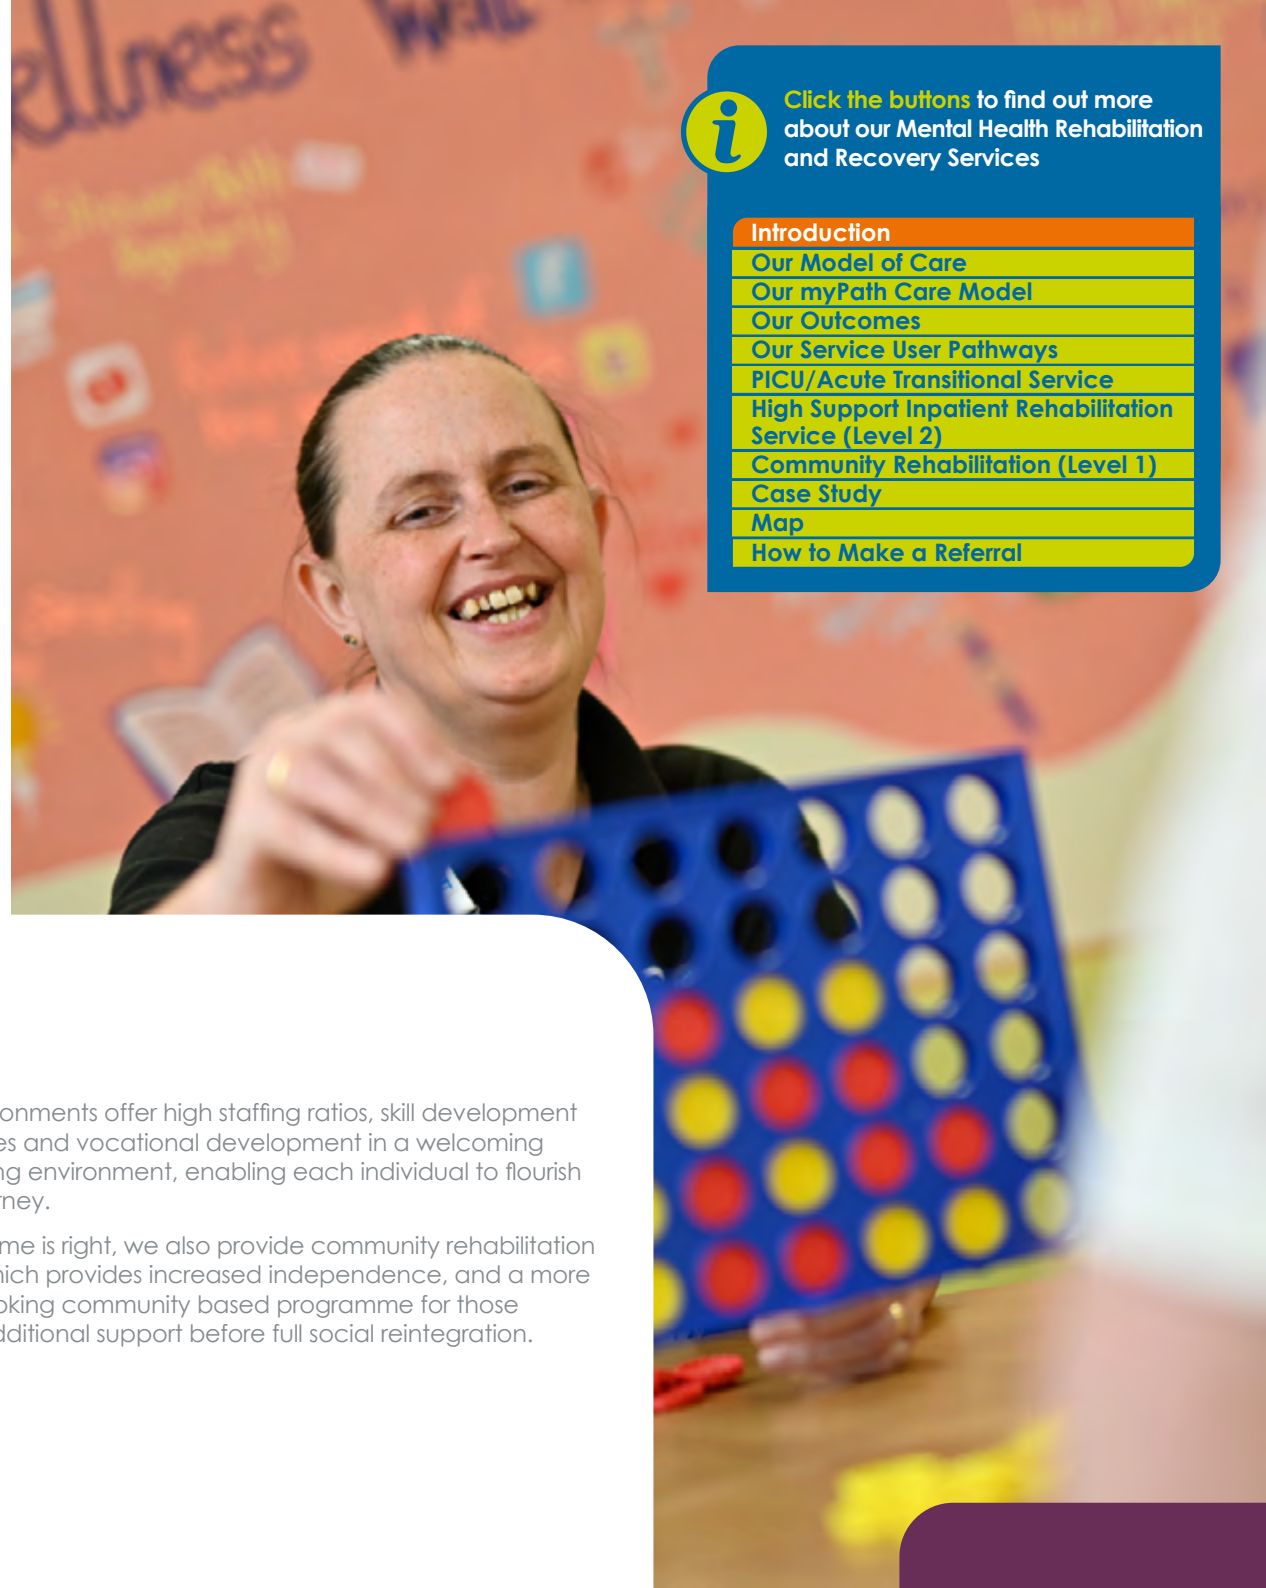 ellness Wall
Click the buttons to find out more
about our Mental Health Rehabilitation
and Recovery Services
Introduction
Our Model of Care
Our myPath Care Model
Our Outcomes
Our Service User Pathways
PICU/Acute Transitional Service
High Support Inpatient Rehabilitation
Service (Level 2)
Community Rehabilitation (Level 1)
Case Study
Map
How to Make a Referral
onments offer high staffing ratios, skill development
es and vocational development in a welcoming
ng environment, enabling each individual to flourish
rney.
me is right, we also provide community rehabilitation
hich provides increased independence, and a more
oking community based programme for those
dditional support before full social reintegration.